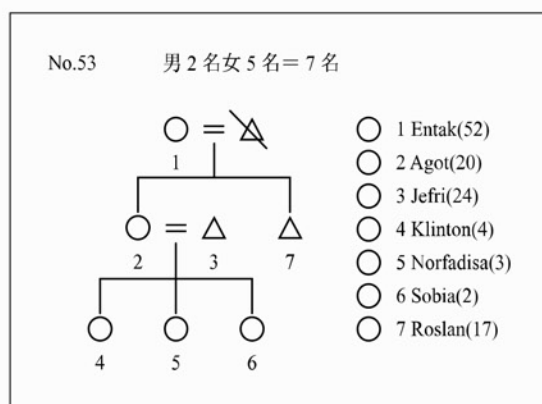 No.53 男2名女5名＝7名
1
2
3
7
4
5
6
1 Entak(52)
2 Agot(20)
3 Jefri(24)
4 Klinton(4)
5 Norfadisa(3)
6 Sobia(2)
7 Roslan(17)